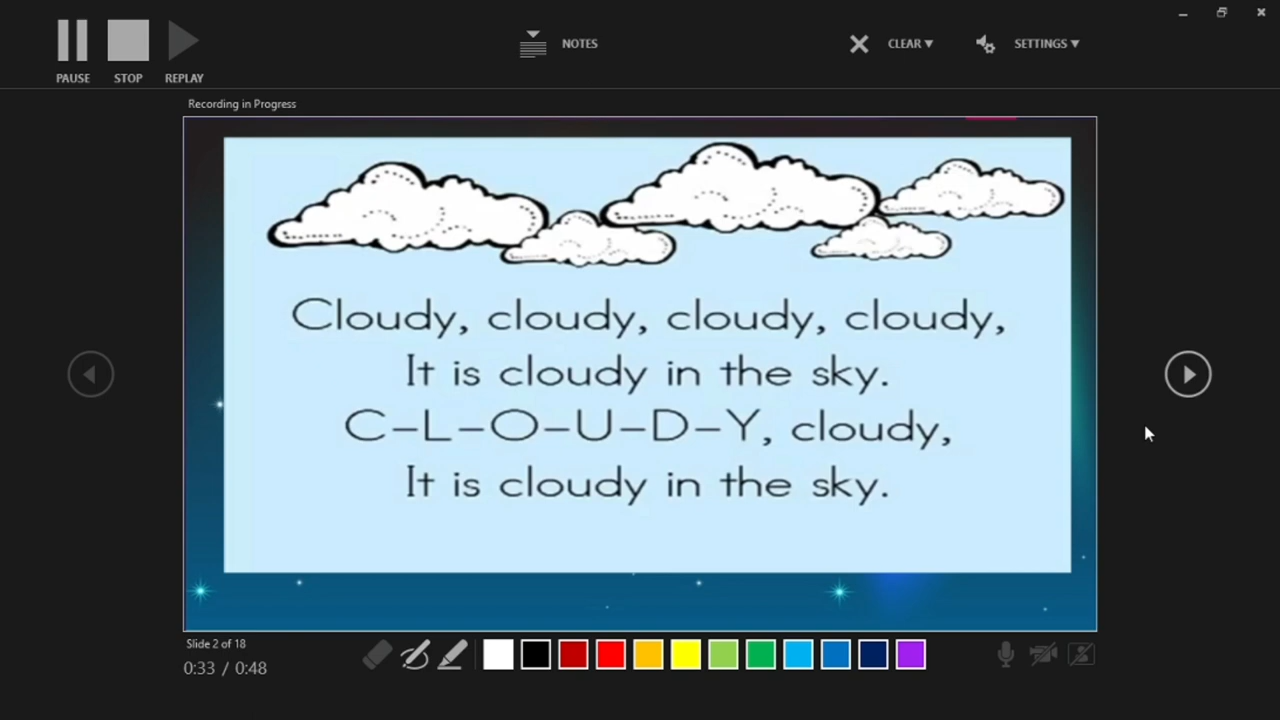 PAUSE STOP REPLAY
NOTES
CLEAR
SETTINGS
Recording in Progress
Cloudy, cloudy, cloudy, cloudy,
It is cloudy in the sky.
C-L-O-U-D-Y, cloudy,
It is cloudy in the sky.
Slide 2 of 18
0:33 / 0:48